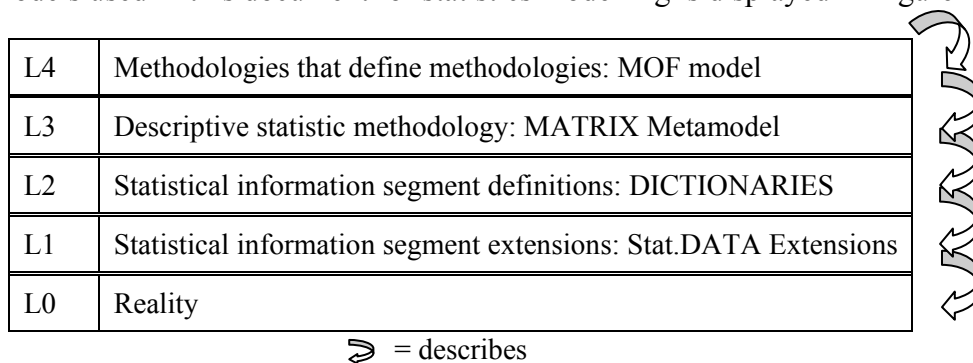 L4 Methodologies that define methodologies: MOF model
L3 Descriptive statistic methodology: MATRIX Metamodel
L2 Statistical information segment definitions: DICTIONARIES
L1 Statistical information segment extensions: Stat.DATA Extensions
L0 Reality
= describes